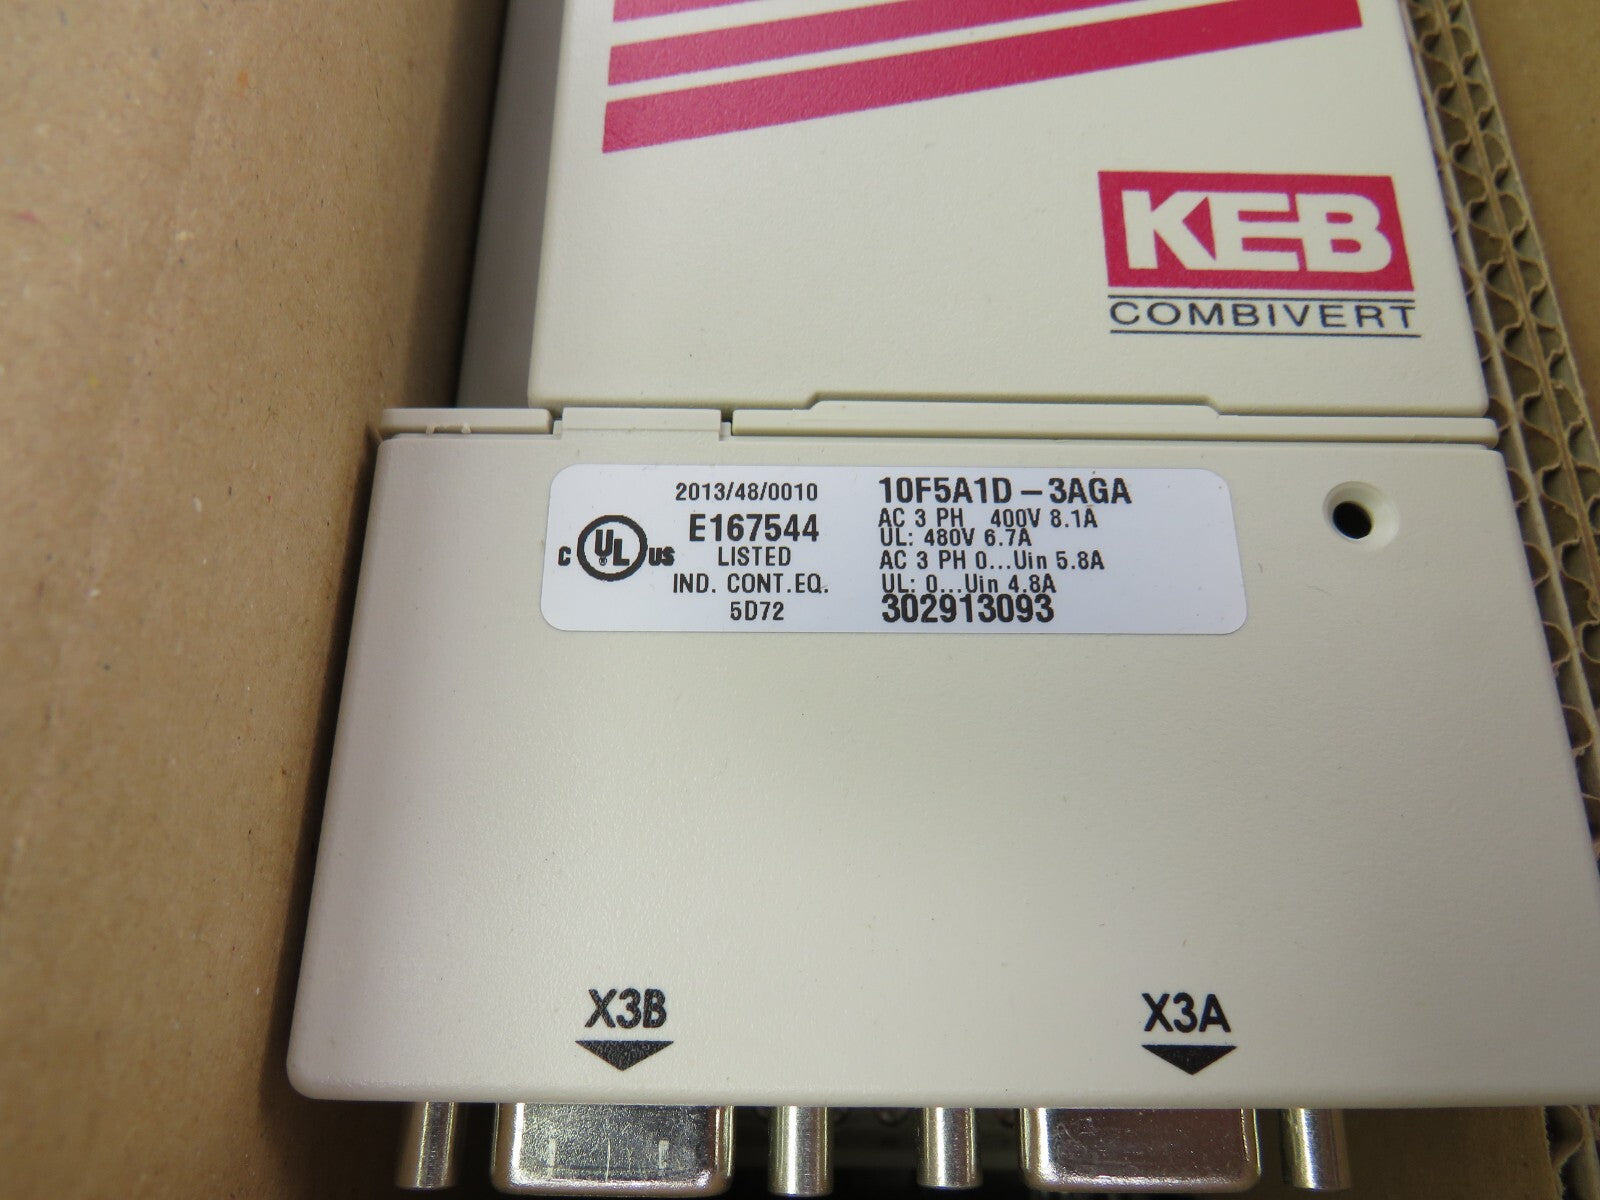 KEB
COMBIVERT
2013/48/0010
E167544
LISTED
IND. CONT.EQ.
5D72
C UL US
10F5A1D-3AGA
AC 3 PH 400V 8.1A
UL: 480V 6.7A
AC 3 PH 0...Uin 5.8A
UL: 0...Uin 4.8A
302913093
X3B
X3A